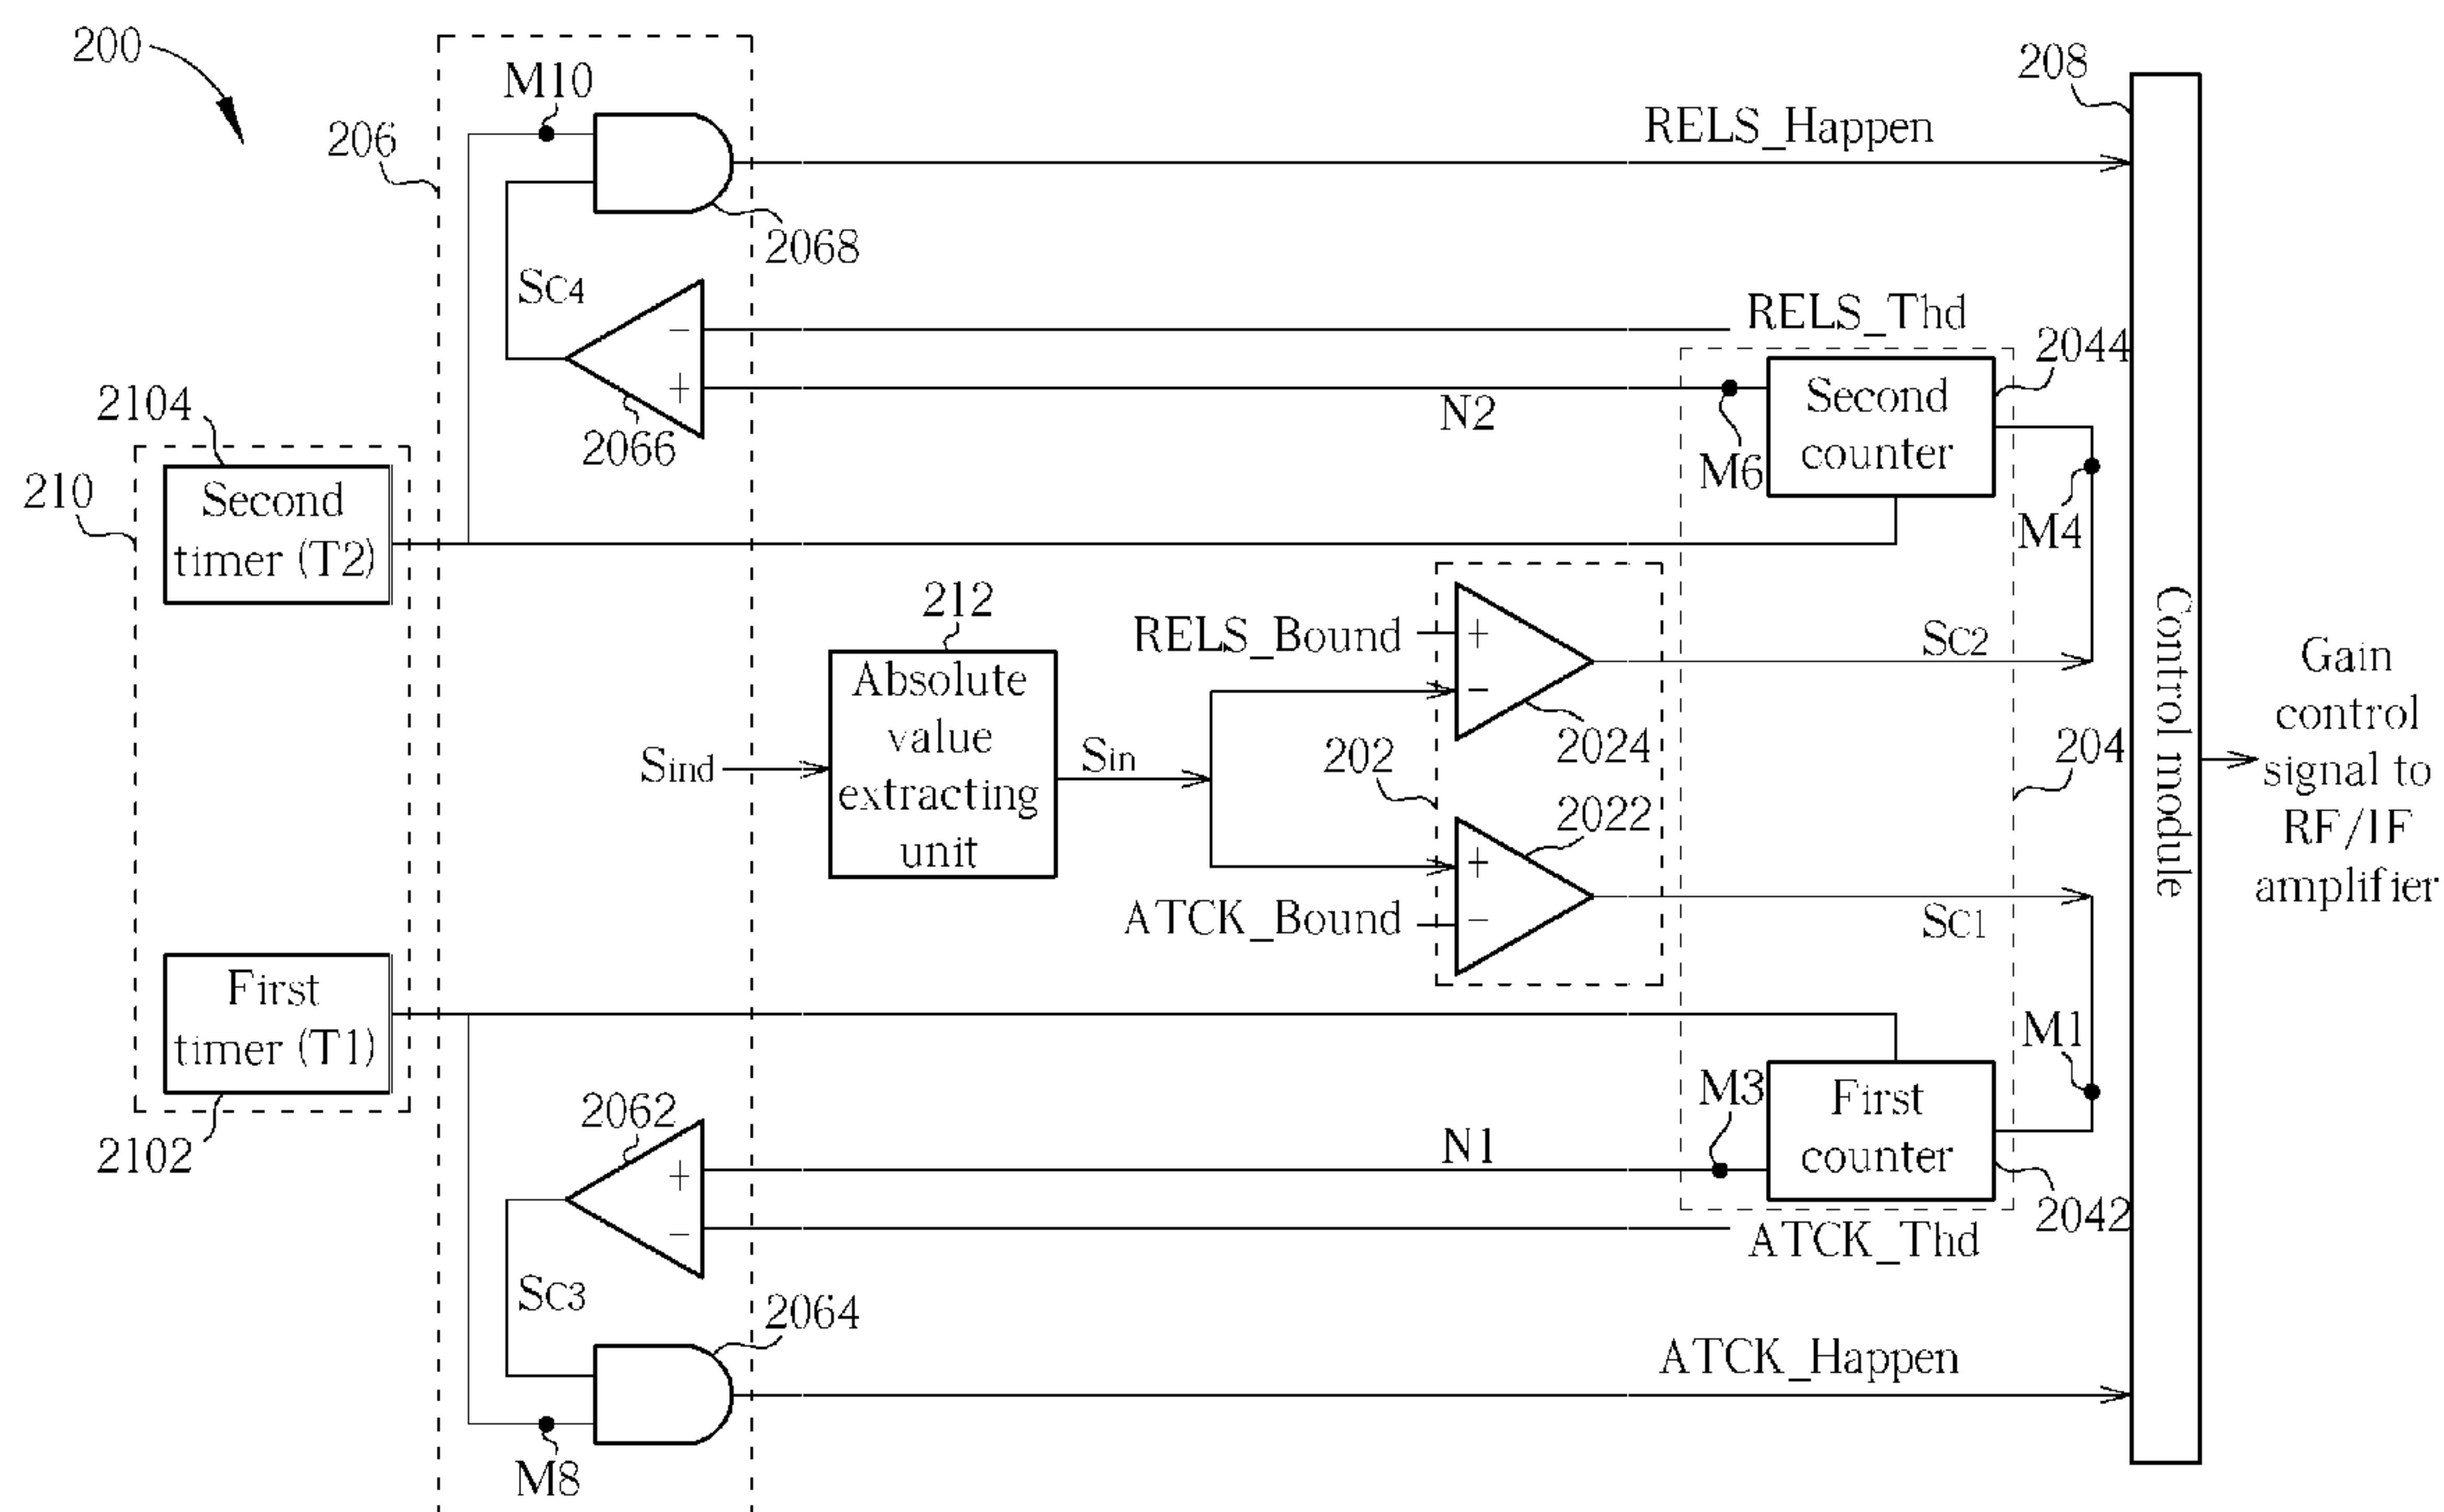 200
M10
208
RELS_Happen
206
2068
SC4
RELS_Thd
2044
2104
N2
Second
counter
2066
M6
210
Second
timer (T2)
M4
212
RELS_Bound
+
−
SC2
Absolute
value
extracting
unit
Sind
Sin
202
2024
204
Control module
Gain
control
signal to
RF/IF
amplifier
2022
+
−
ATCK_Bound
SC1
First
timer (T1)
M1
2102
2062
M3
First
counter
N1
+
−
2042
ATCK_Thd
SC3
2064
ATCK_Happen
M8
−
+